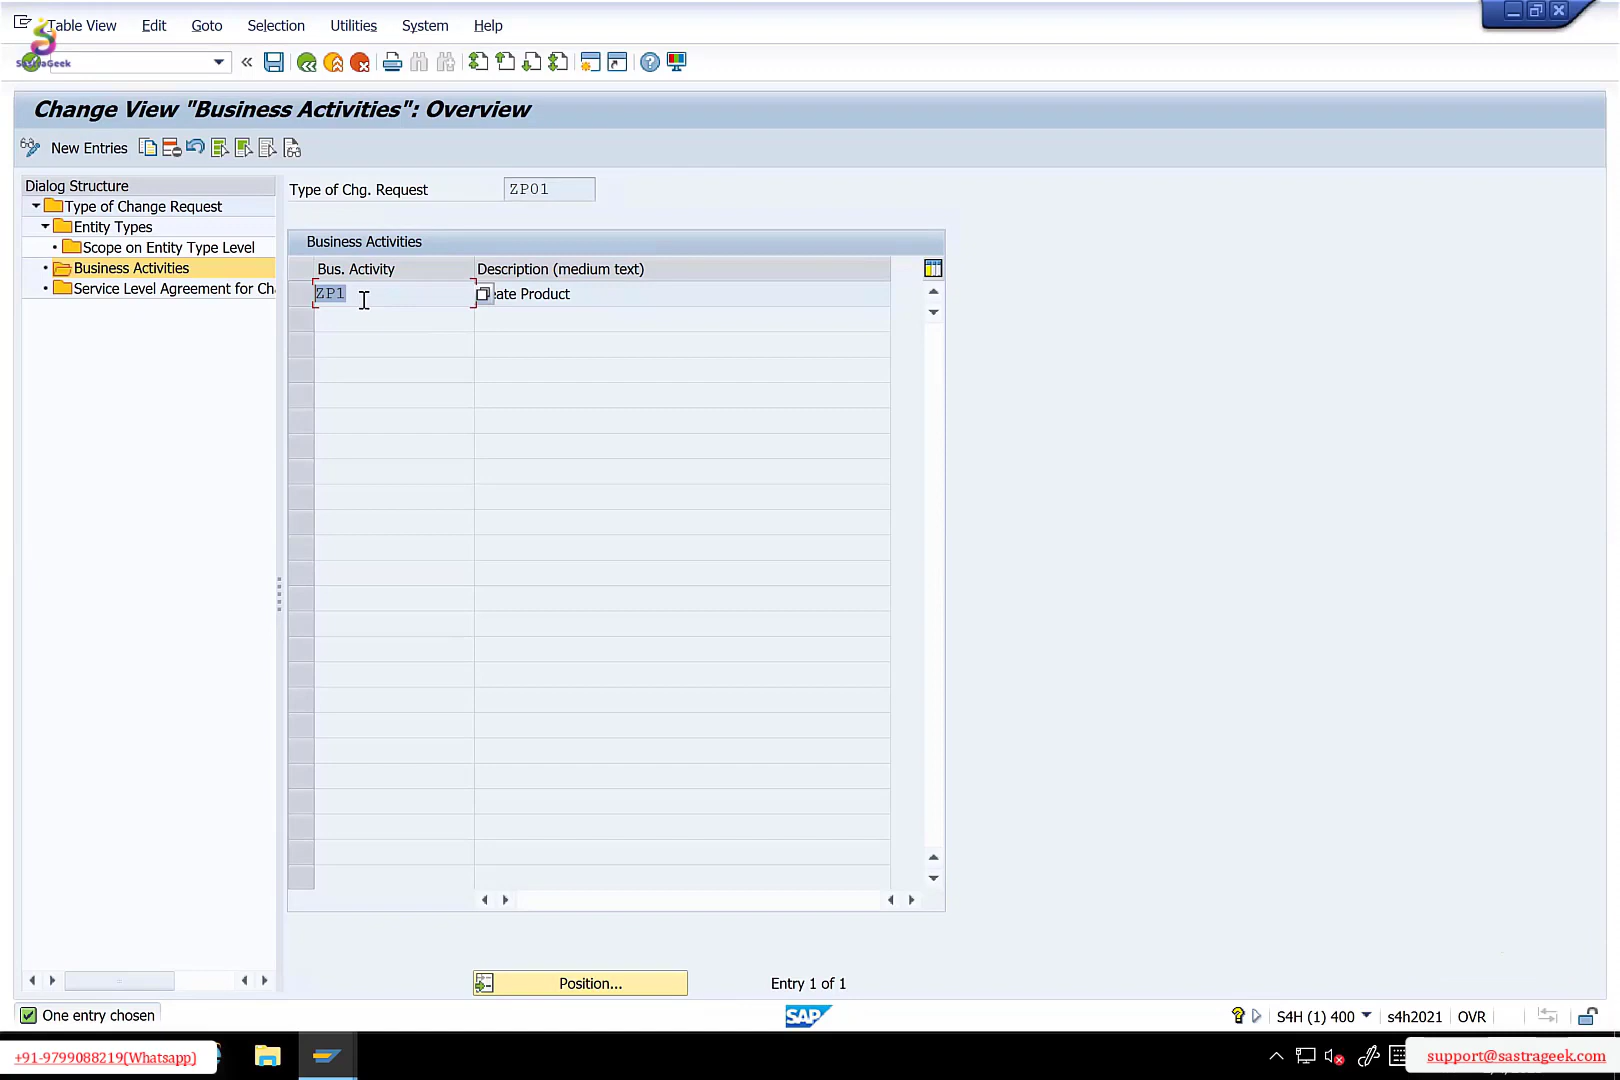 Table View Edit Goto Selection Utilities System Help
SastraGeek
Change View "Business Activities": Overview
New Entries
Dialog Structure
Type of Change Request
Entity Types
Scope on Entity Type Level
Business Activities
Service Level Agreement for Ch
Type of Chg. Request ZP01
Business Activities
Bus. Activity Description (medium text)
ZP1 eate Product
Position... Entry 1 of 1
One entry chosen
SAP
S4H (1) 400 s4h2021 OVR
+91-9799088219(Whatsapp)
support@sastrageek.com